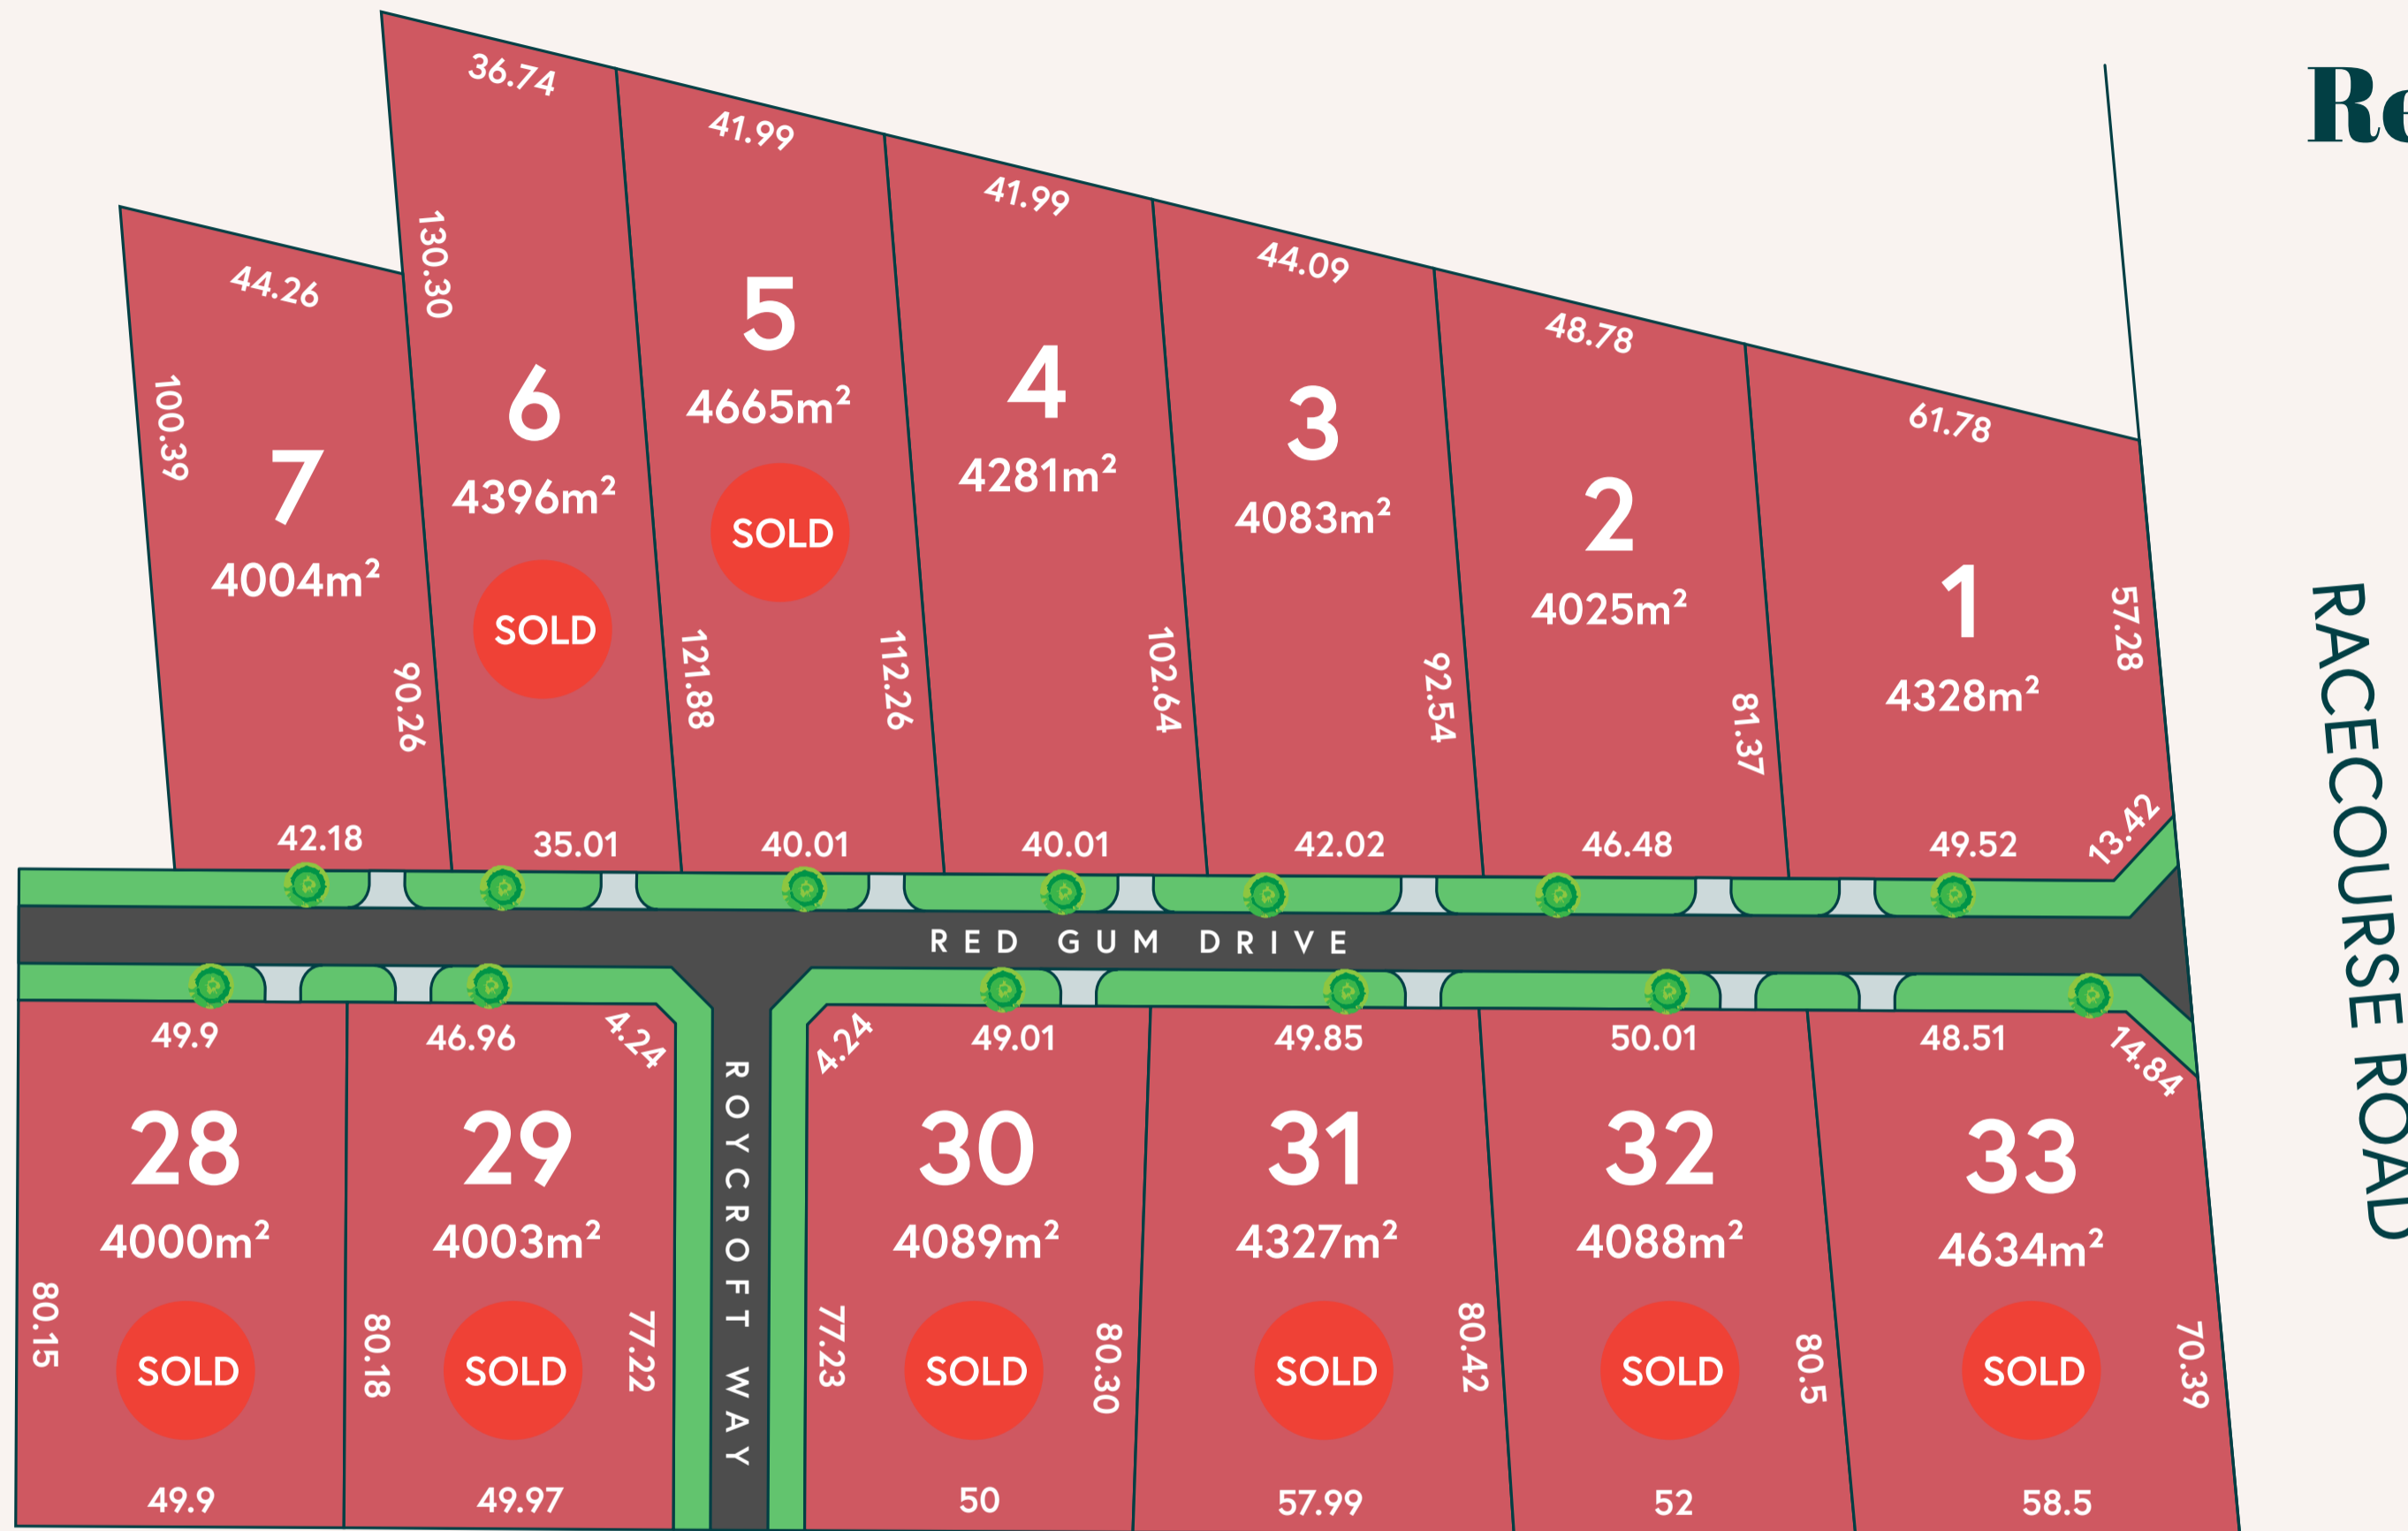 Re
36.74
41.99
41.99
44.09
48.78
61.78
44.26
130.30
100.39
7
4004m²
90.26
42.18
6
4396m²
SOLD
35.01
5
4665m²
SOLD
121.88
40.01
4
4281m²
112.26
40.01
3
4083m²
102.64
42.02
2
4025m²
92.54
46.48
1
4328m²
81.37
57.28
49.52
13.42
RACECOURSE ROAD
RED GUM DRIVE
ROYCROFT WAY
49.9
28
4000m²
SOLD
80.15
49.9
46.96
4.24
29
4003m²
SOLD
80.18
77.22
49.97
4.24
49.01
30
4089m²
SOLD
77.23
80.30
50
49.85
31
4327m²
SOLD
80.42
57.99
50.01
32
4088m²
SOLD
80.5
52
48.51
14.84
33
4634m²
SOLD
70.39
58.5